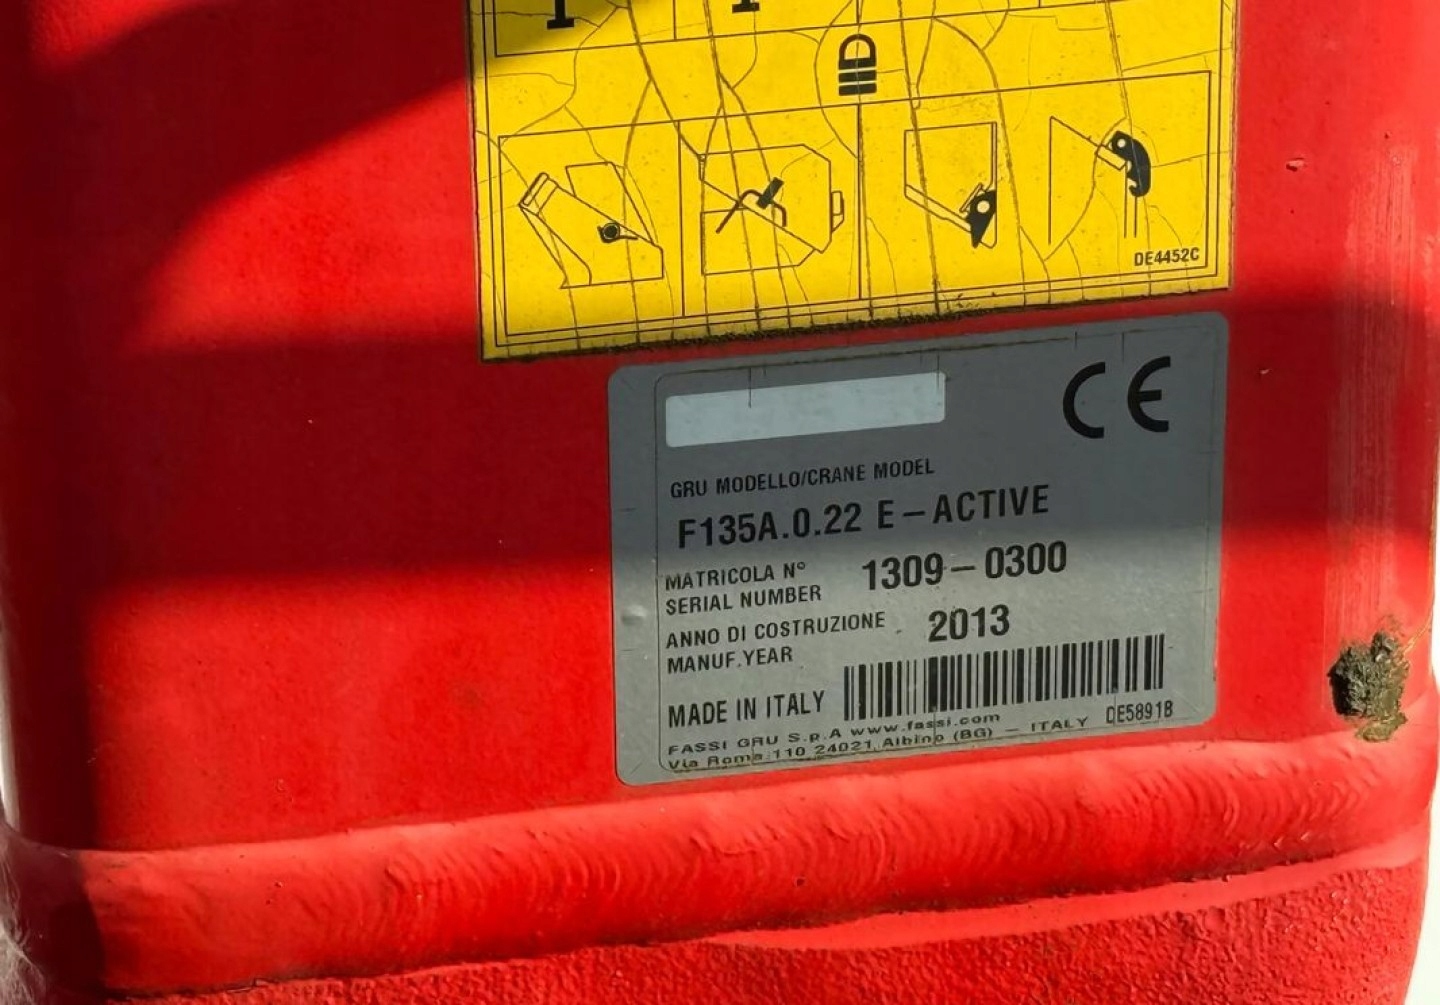 DE4452C
CE
GRU MODELLO/CRANE MODEL
F135A.0.22 E-ACTIVE
MATRICOLA N°
SERIAL NUMBER
1309-0300
ANNO DI COSTRUZIONE
MANUF.YEAR
2013
MADE IN ITALY
FASSI GRU S.p.A www.fassi.com
Via Roma,110 24021 Albino (BG) - ITALY
DE5891B